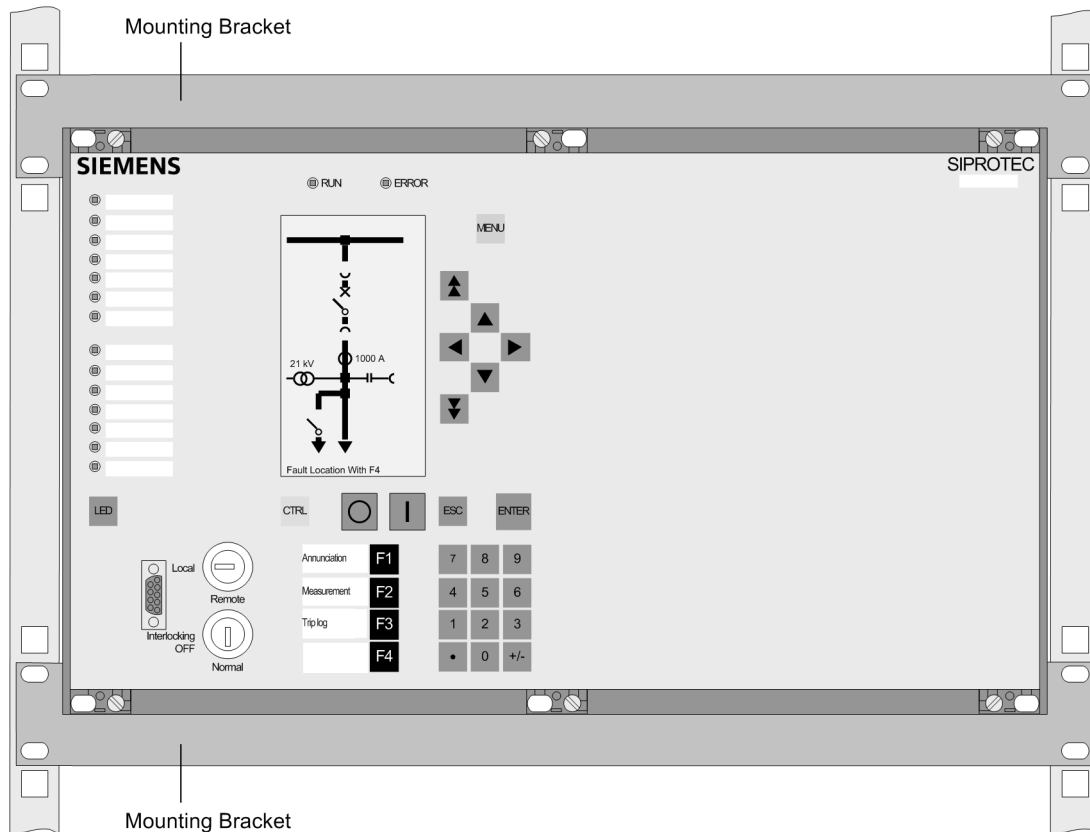 Mounting Bracket
SIEMENS
SIPROTEC
RUN
ERROR
MENU
21 kV
1000 A
Fault Location With F4
LED
CTRL
ESC
ENTER
Local
Remote
Interlocking
OFF
Normal
Annunciation
F1
Measurement
F2
Trip log
F3
F4
7 8 9
4 5 6
1 2 3
• 0 +/-
Mounting Bracket